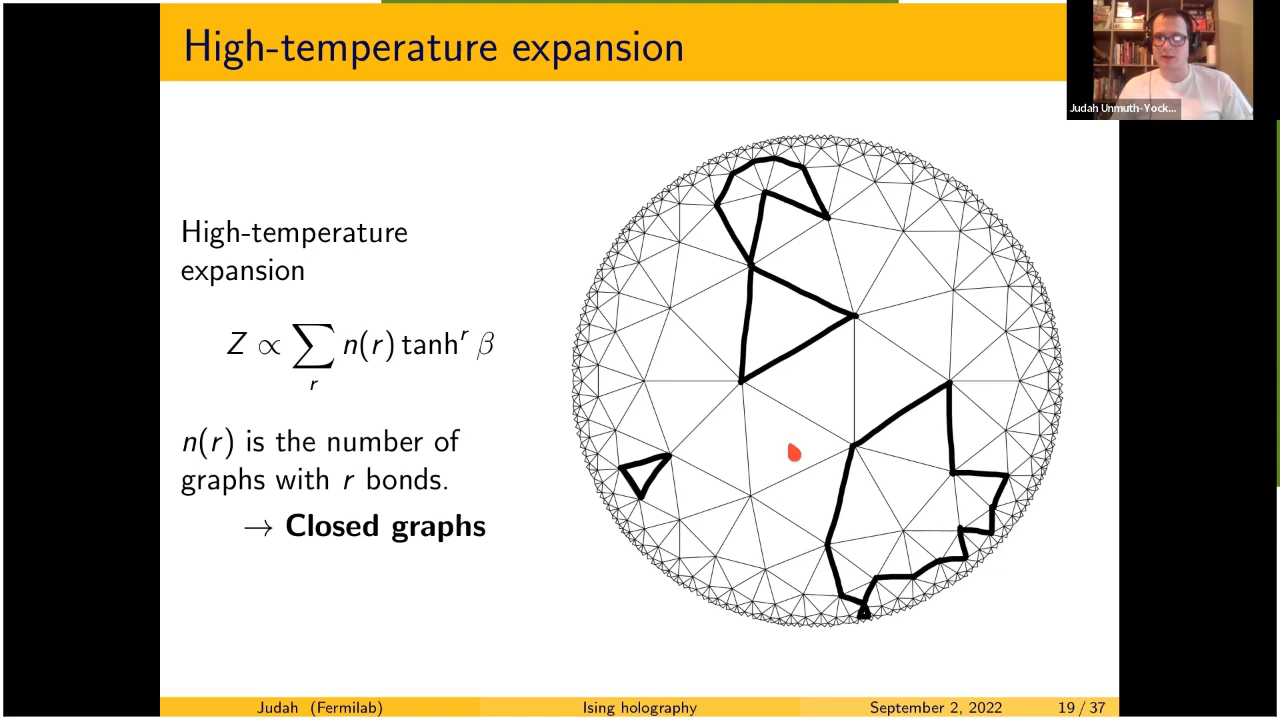 High-temperature expansion
Judah Unmuth-Yock...
High-temperature
expansion
Z ∝ ∑_r n(r) tanh^r β
n(r) is the number of
graphs with r bonds.
→ Closed graphs
Judah (Fermilab) Ising holography September 2, 2022 19 / 37